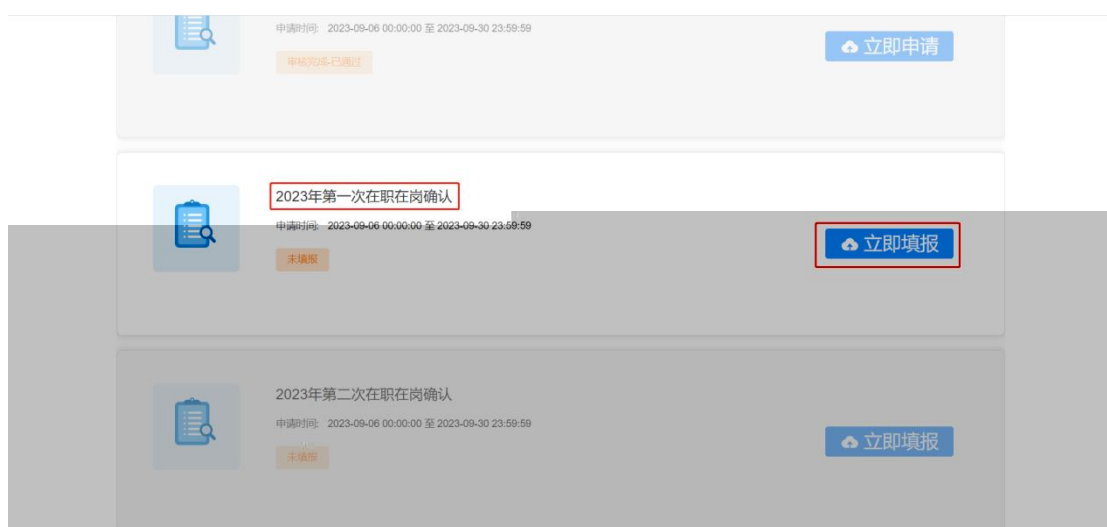 申请时间: 2023-09-06 00:00:00 至 2023-09-30 23:59:59
立即申请
审核完成-已通过
2023年第一次在职在岗确认
申请时间: 2023-09-06 00:00:00 至 2023-09-30 23:59:59
立即填报
未填报
2023年第二次在职在岗确认
申请时间: 2023-09-06 00:00:00 至 2023-09-30 23:59:59
立即填报
未填报